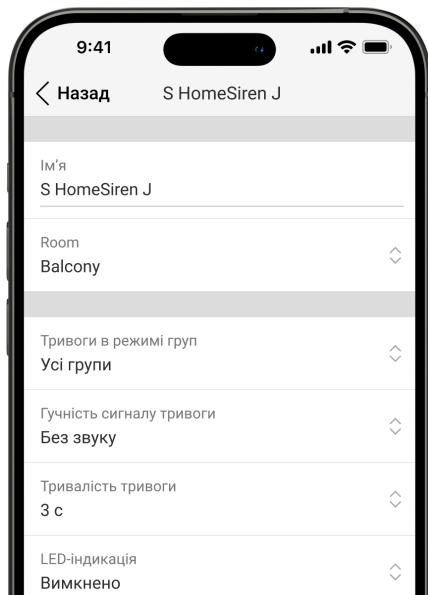 9:41
Назад
S HomeSiren J
Ім’я
S HomeSiren J
Room
Balcony
Тривоги в режимі груп
Усі групи
Гучність сигналу тривоги
Без звуку
Тривалість тривоги
3 с
LED-індикація
Вимкнено